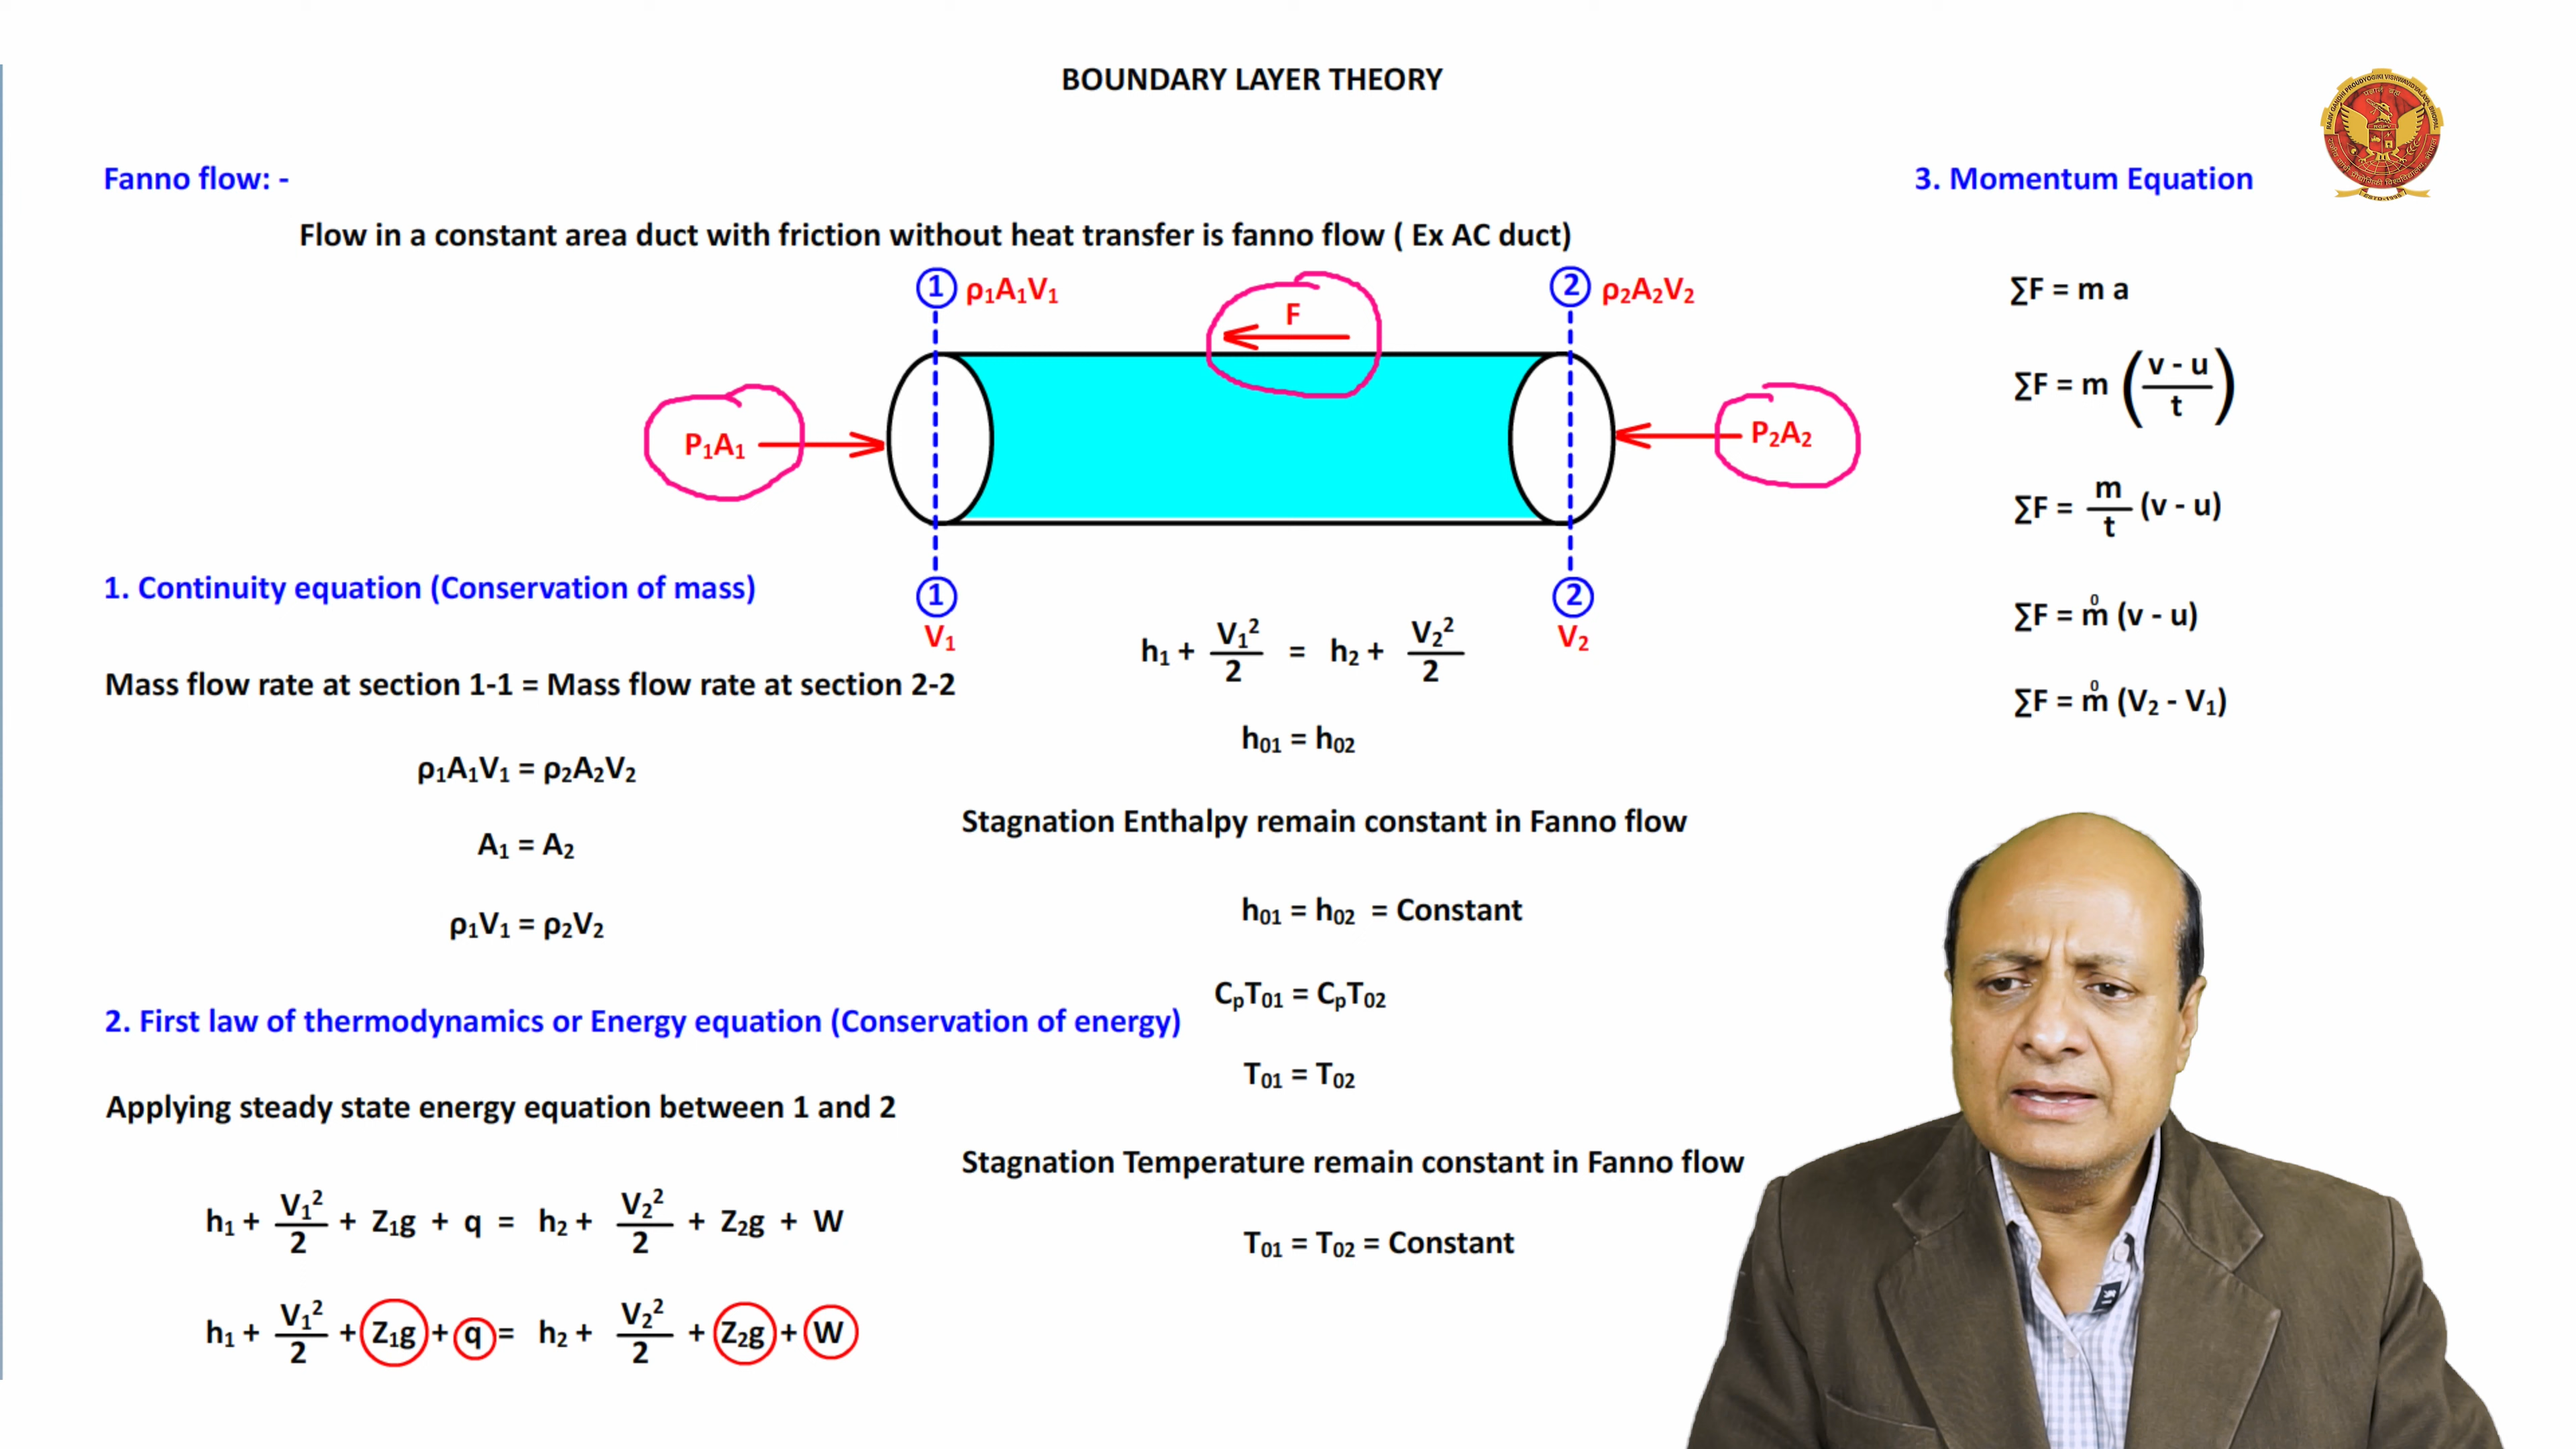 BOUNDARY LAYER THEORY
Fanno flow: -
Flow in a constant area duct with friction without heat transfer is fanno flow ( Ex AC duct)
1 ρ₁A₁V₁
F
2 ρ₂A₂V₂
P₁A₁
P₂A₂
1
V₁
2
V₂
1. Continuity equation (Conservation of mass)
Mass flow rate at section 1-1 = Mass flow rate at section 2-2
ρ₁A₁V₁ = ρ₂A₂V₂
A₁ = A₂
ρ₁V₁ = ρ₂V₂
2. First law of thermodynamics or Energy equation (Conservation of energy)
Applying steady state energy equation between 1 and 2
h₁ + V₁²/2 + Z₁g + q = h₂ + V₂²/2 + Z₂g + W
h₁ + V₁²/2 + Z₁g + q = h₂ + V₂²/2 + Z₂g + W
h₁ + V₁²/2 = h₂ + V₂²/2
h₀₁ = h₀₂
Stagnation Enthalpy remain constant in Fanno flow
h₀₁ = h₀₂ = Constant
CₚT₀₁ = CₚT₀₂
T₀₁ = T₀₂
Stagnation Temperature remain constant in Fanno flow
T₀₁ = T₀₂ = Constant
3. Momentum Equation
∑F = m a
∑F = m ((v - u)/t)
∑F = m/t (v - u)
∑F = m̊ (v - u)
∑F = m̊ (V₂ - V₁)
RAJIV GANDHI PROUDYOGIKI VISHWAVIDYALAYA, BHOPAL